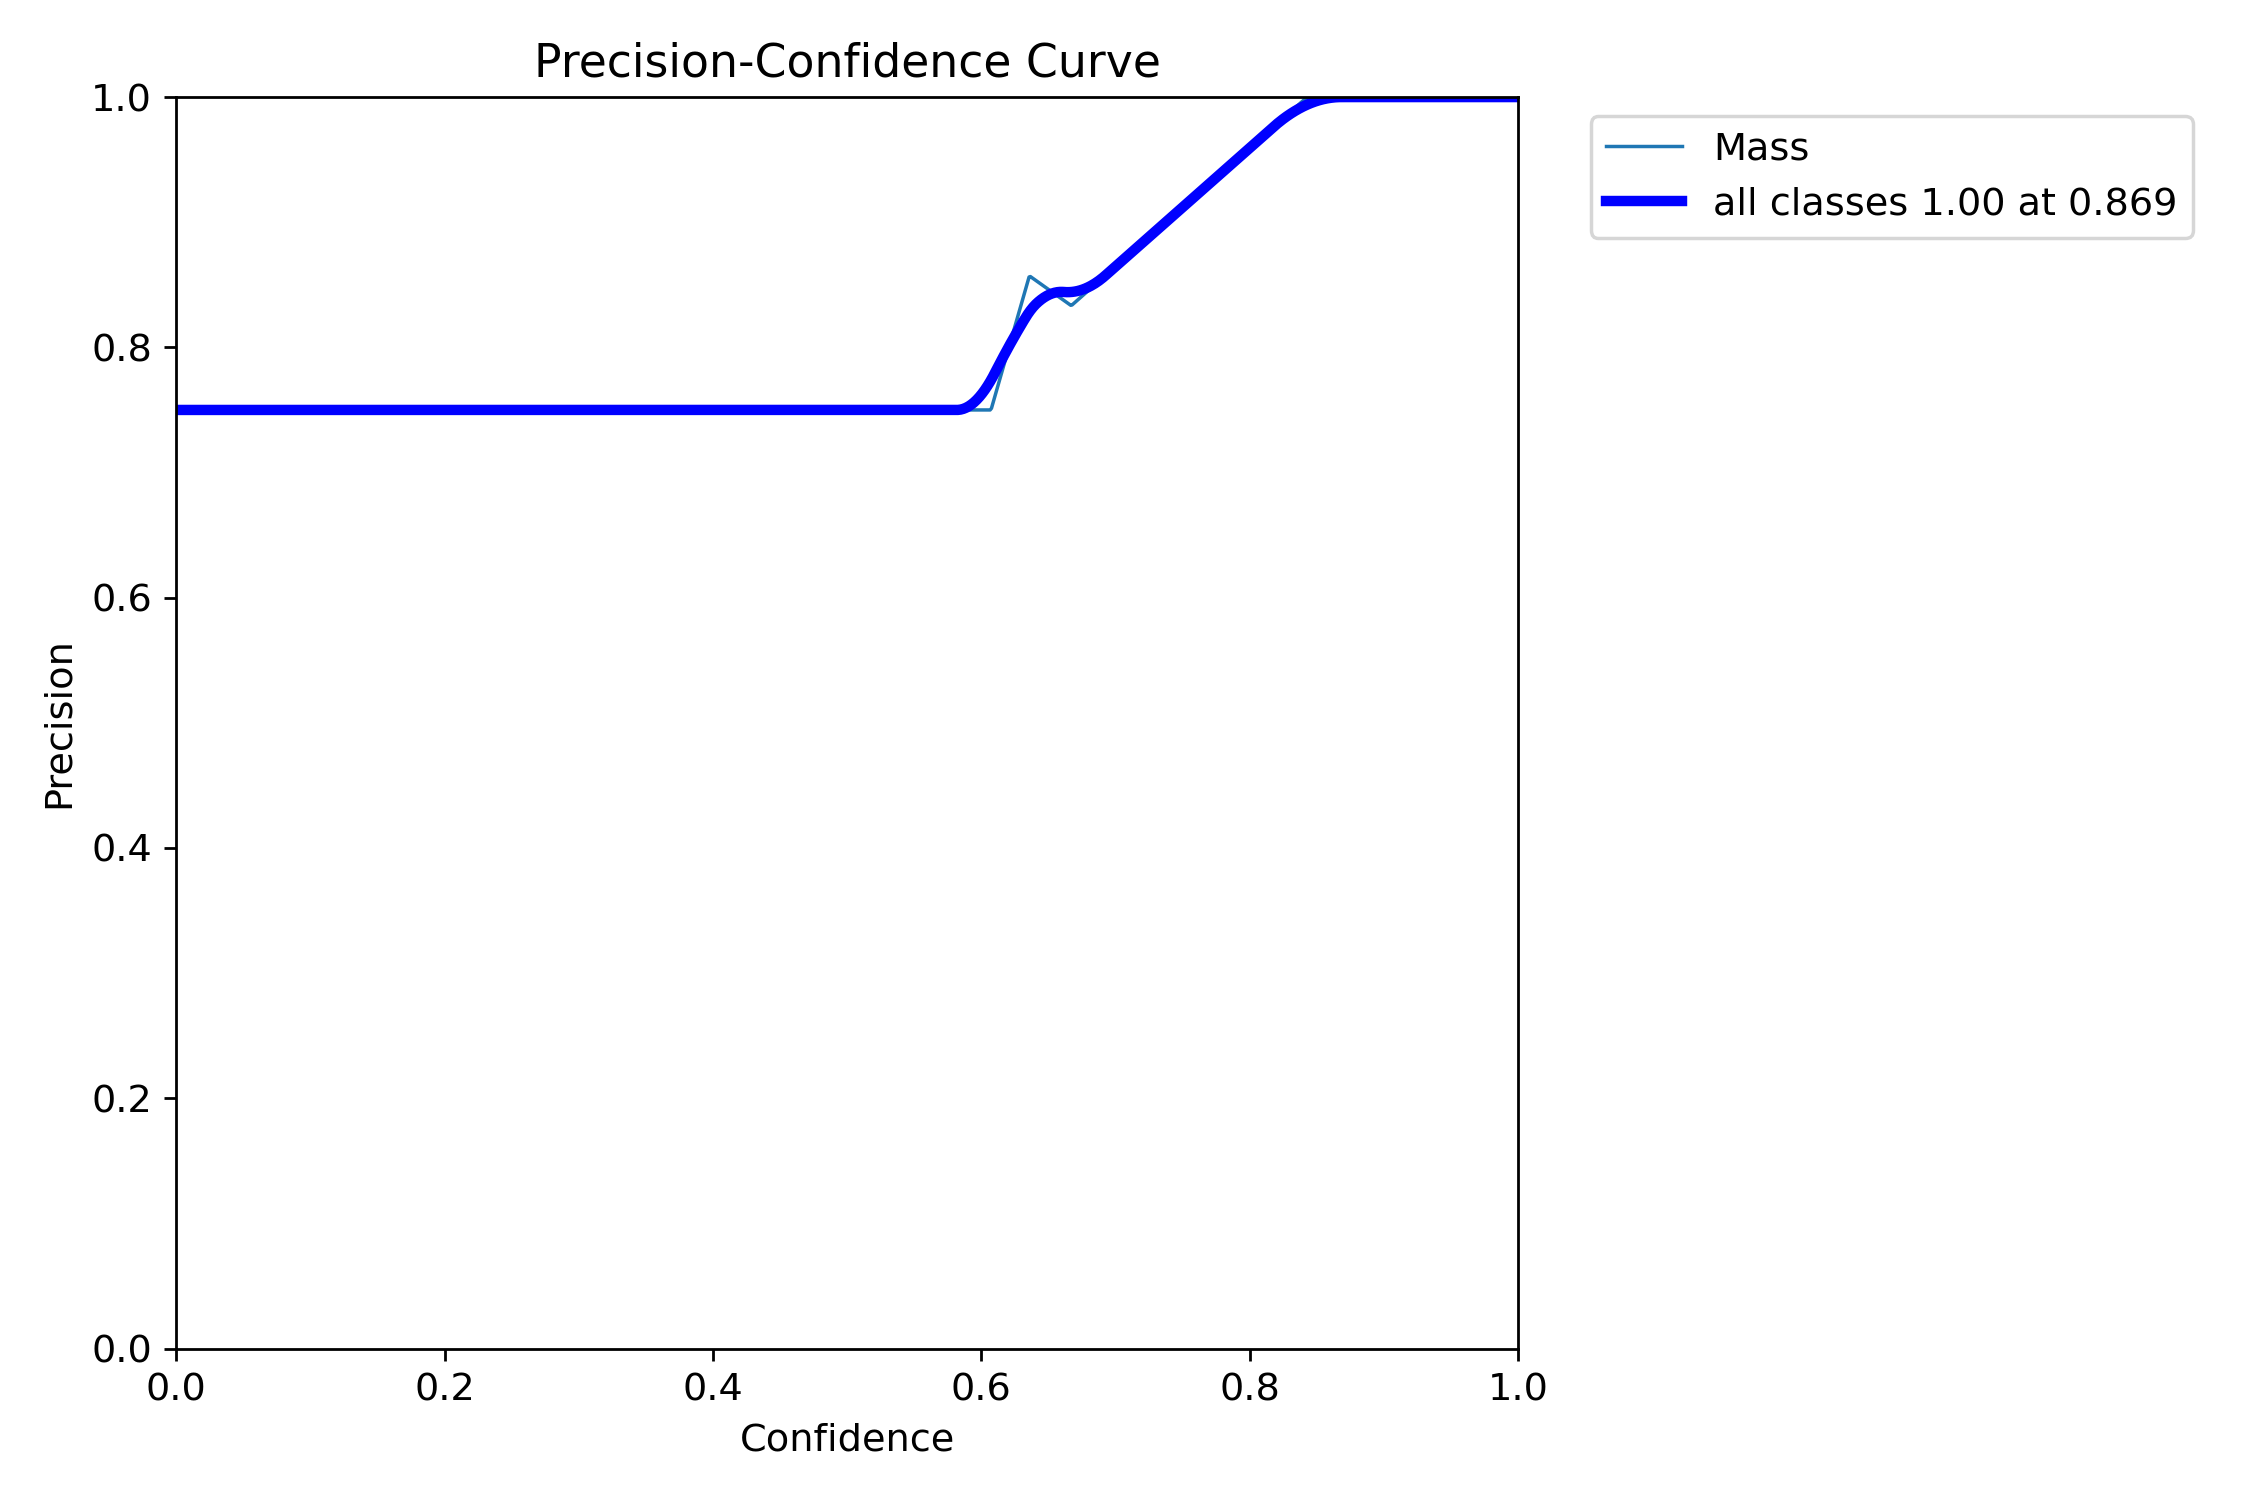 Precision-Confidence Curve
Mass
all classes 1.00 at 0.869
Precision
1.0
0.8
0.6
0.4
0.2
0.0
0.0 0.2 0.4 0.6 0.8 1.0
Confidence